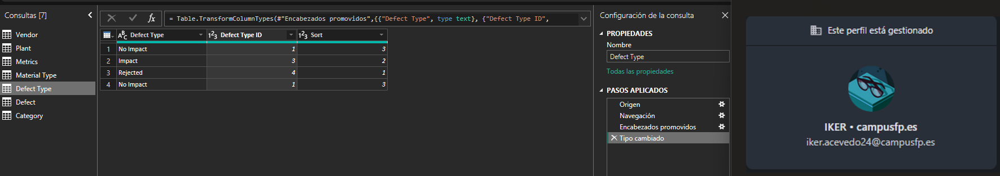 Consultas [7]
Vendor
Plant
Metrics
Material Type
Defect Type
Defect
Category
fx = Table.TransformColumnTypes(#"Encabezados promovidos",{{"Defect Type", type text}, {"Defect Type ID",
ABC Defect Type 123 Defect Type ID 123 Sort
1 No Impact 1 3
2 Impact 3 2
3 Rejected 4 1
4 No Impact 1 3
Configuración de la consulta
PROPIEDADES
Nombre
Defect Type
Todas las propiedades
PASOS APLICADOS
Origen
Navegación
Encabezados promovidos
Tipo cambiado
Este perfil está gestionado
IKER • campusfp.es
iker.acevedo24@campusfp.es